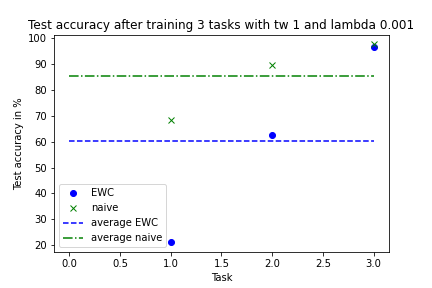 Test accuracy after training 3 tasks with tw 1 and lambda 0.001
100
90
80
70
60
50
40
30
20
Test accuracy in %
EWC
naive
average EWC
average naive
0.0 0.5 1.0 1.5 2.0 2.5 3.0
Task